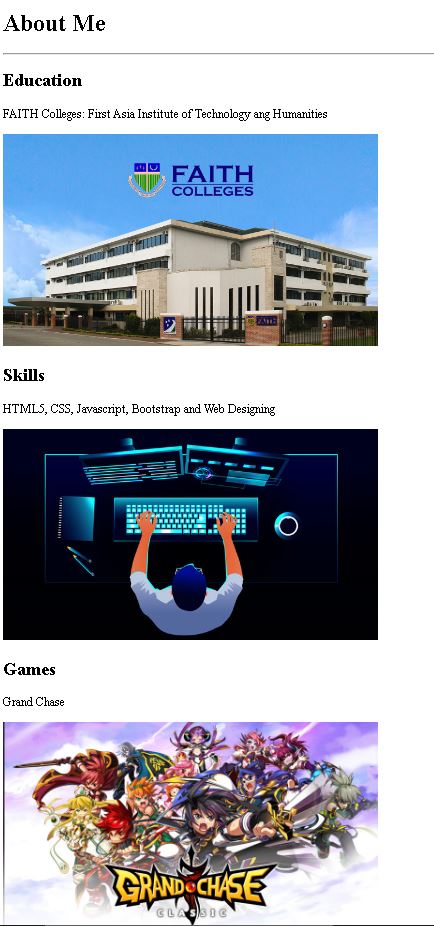 About Me
Education
FAITH Colleges: First Asia Institute of Technology ang Humanities
FAITH
COLLEGES
FAITH
Skills
HTML5, CSS, Javascript, Bootstrap and Web Designing
Games
Grand Chase
GRAND CHASE
CLASSIC